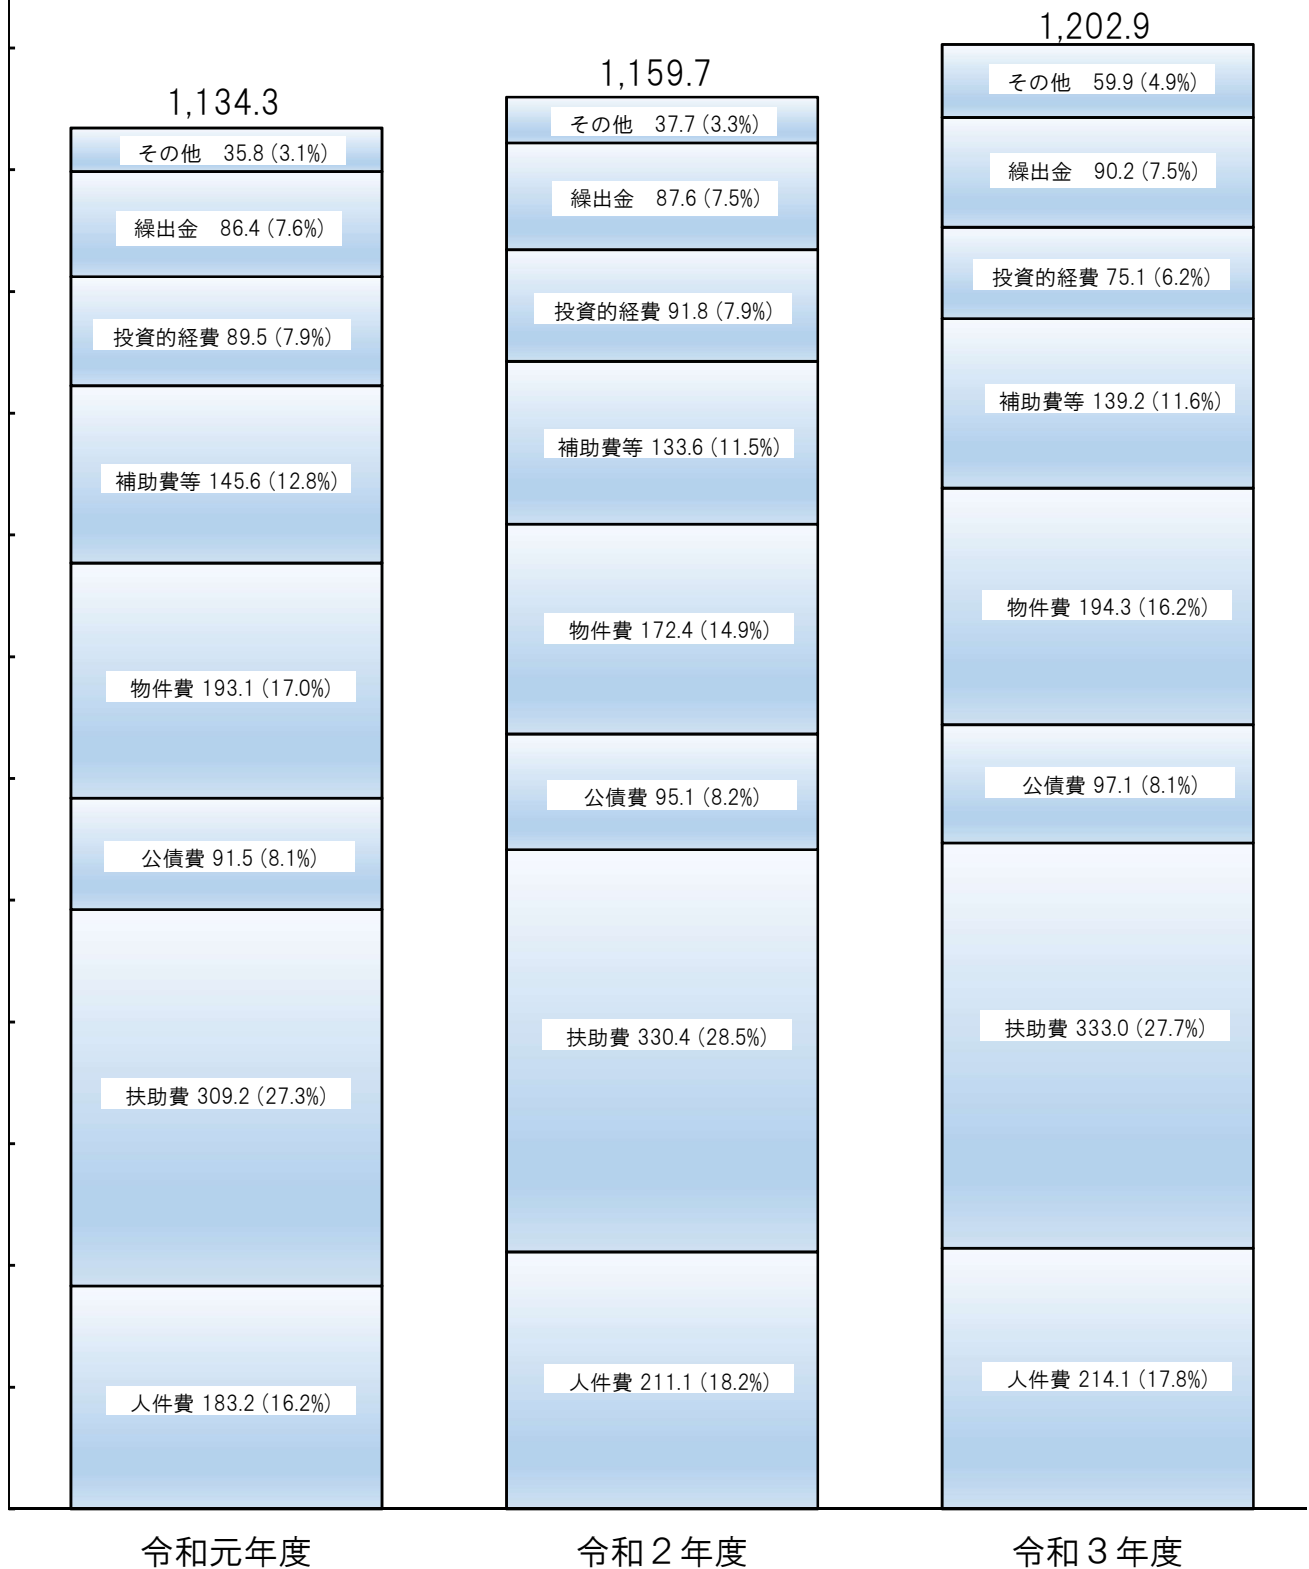 1,134.3
その他　35.8 (3.1%)
繰出金　86.4 (7.6%)
投資的経費 89.5 (7.9%)
補助費等 145.6 (12.8%)
物件費 193.1 (17.0%)
公債費 91.5 (8.1%)
扶助費 309.2 (27.3%)
人件費 183.2 (16.2%)
令和元年度
1,159.7
その他　37.7 (3.3%)
繰出金　87.6 (7.5%)
投資的経費 91.8 (7.9%)
補助費等 133.6 (11.5%)
物件費 172.4 (14.9%)
公債費 95.1 (8.2%)
扶助費 330.4 (28.5%)
人件費 211.1 (18.2%)
令和２年度
1,202.9
その他　59.9 (4.9%)
繰出金　90.2 (7.5%)
投資的経費 75.1 (6.2%)
補助費等 139.2 (11.6%)
物件費 194.3 (16.2%)
公債費 97.1 (8.1%)
扶助費 333.0 (27.7%)
人件費 214.1 (17.8%)
令和３年度